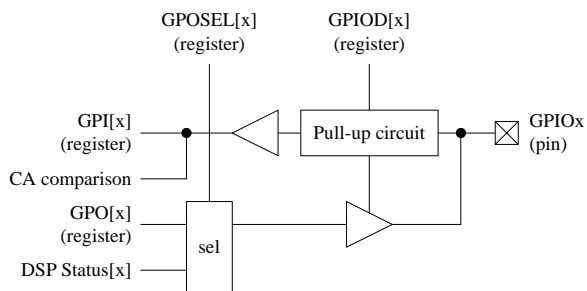 GPOSEL[x]
(register)
GPIOD[x]
(register)
GPI[x]
(register)
Pull-up circuit
GPIOx
(pin)
CA comparison
GPO[x]
(register)
sel
DSP Status[x]